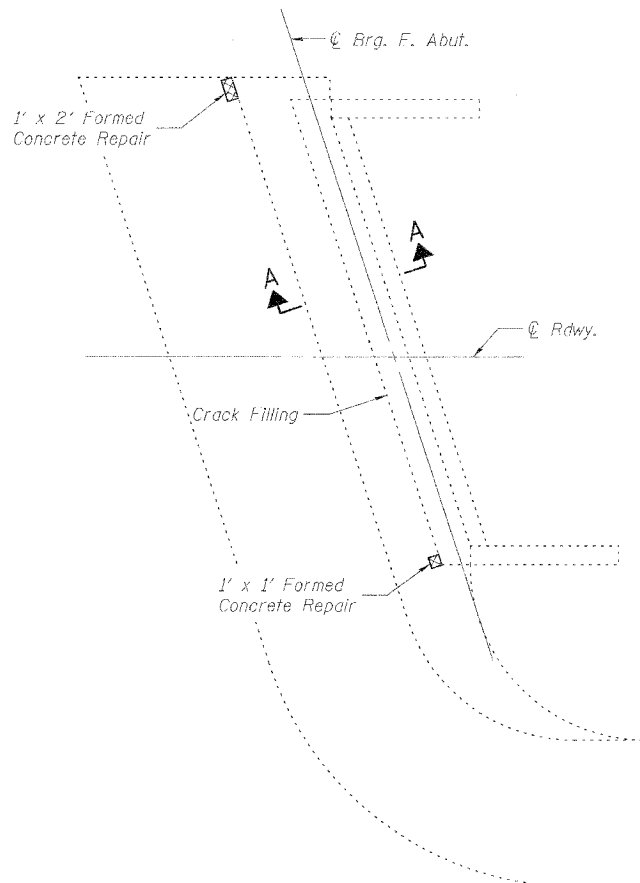 ℄ Brg. E. Abut.
1' x 2' Formed
Concrete Repair
A
A
℄ Rdwy.
Crack Filling
1' x 1' Formed
Concrete Repair